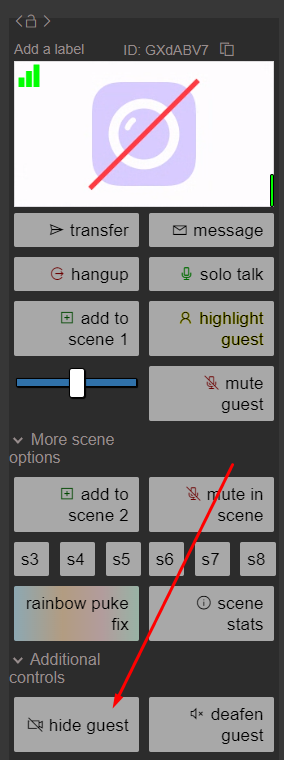 Add a label ID: GXdABV7
transfer message
hangup solo talk
add to highlight
scene 1 guest
mute
guest
More scene
options
add to mute in
scene 2 scene
s3 s4 s5 s6 s7 s8
rainbow puke scene
fix stats
Additional
controls
hide guest deafen
guest